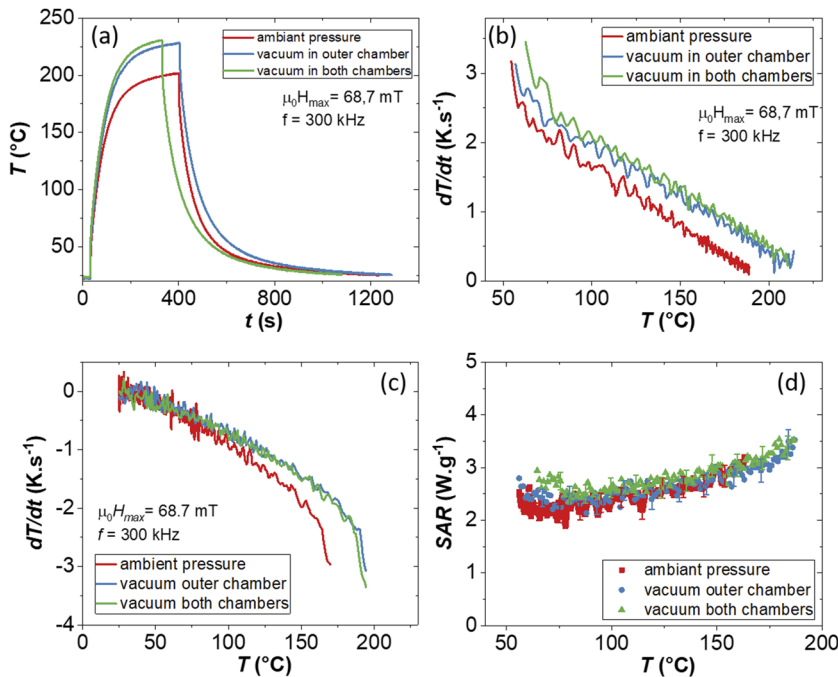 (a)
ambiant pressure
vacuum in outer chamber
vacuum in both chambers
μ₀Hmax= 68,7 mT
f = 300 kHz
T (°C)
250
200
150
100
50
0
400
800
1200
t (s)
(b)
ambiant pressure
vacuum in outer chamber
vacuum in both chambers
μ₀Hmax= 68,7 mT
f = 300 kHz
dT/dt (K.s⁻¹)
3
2
1
0
50
100
150
200
T (°C)
(c)
μ₀Hmax= 68.7 mT
f = 300 kHz
ambient pressure
vacuum outer chamber
vacuum both chambers
dT/dt (K.s⁻¹)
0
-1
-2
-3
-4
0
50
100
150
200
T (°C)
(d)
ambient pressure
vacuum outer chamber
vacuum both chambers
SAR (W.g⁻¹)
5
4
3
2
1
0
50
100
150
200
T (°C)